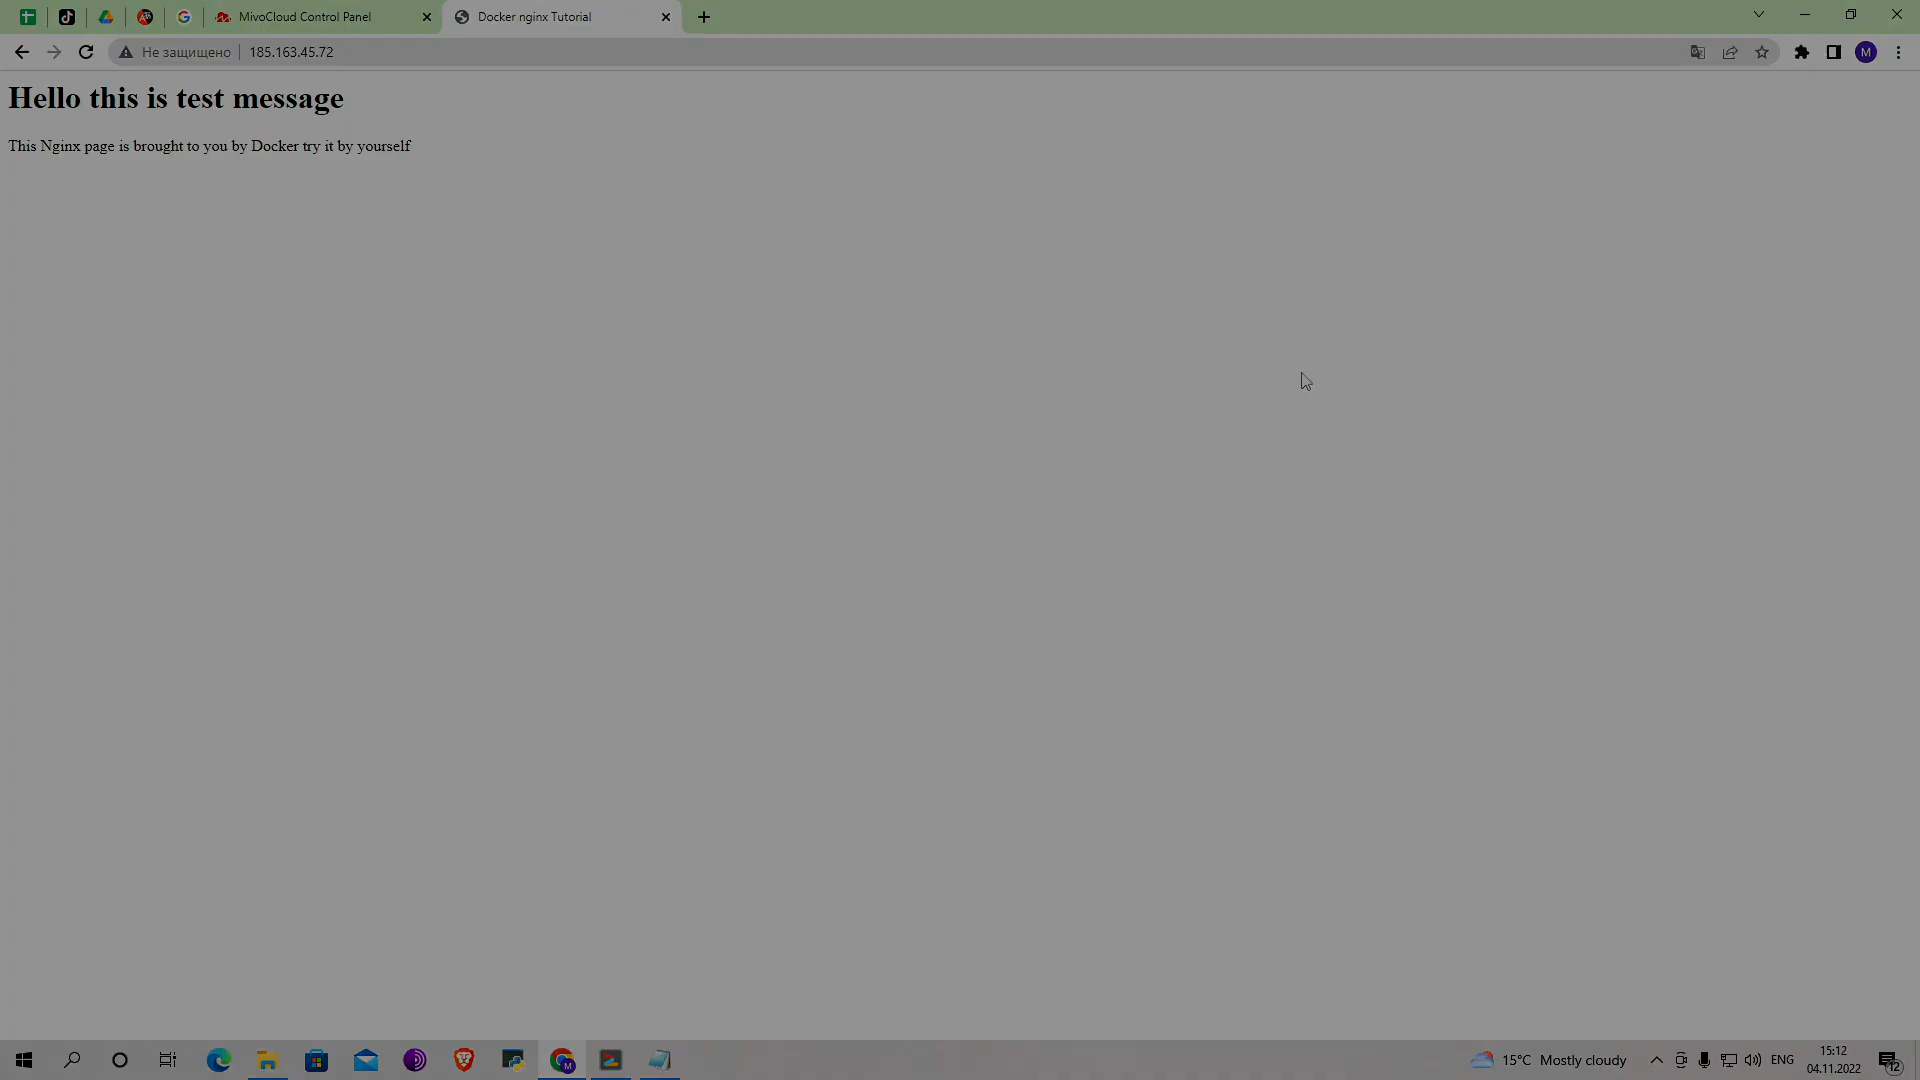 MivoCloud Control Panel
Docker nginx Tutorial
Не защищено
185.163.45.72
M
Hello this is test message
This Nginx page is brought to you by Docker try it by yourself
15°C Mostly cloudy
ENG
15:12
04.11.2022
12